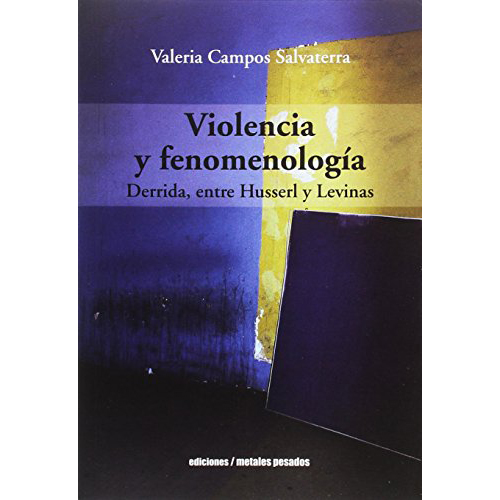 Valeria Campos Salvaterra
Violencia
y fenomenología
Derrida, entre Husserl y Levinas
ediciones / metales pesados